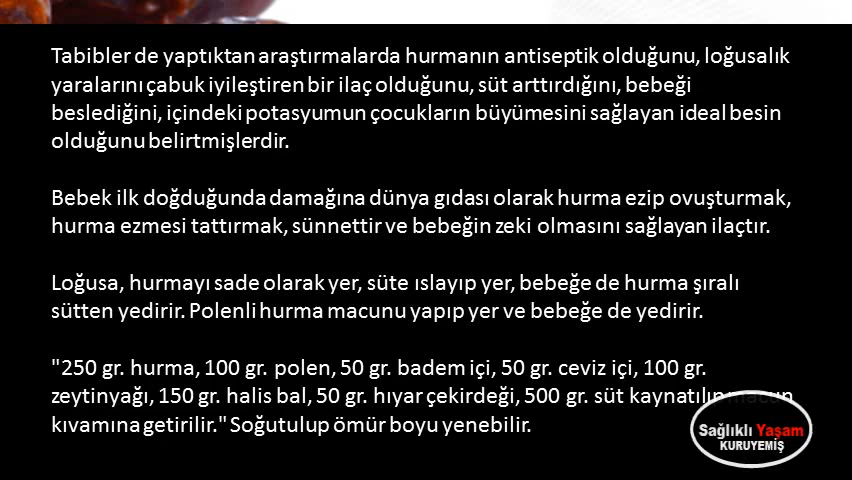 Tabibler de yaptıktan araştırmalarda hurmanın antiseptik olduğunu, loğusalık
yaralarını çabuk iyileştiren bir ilaç olduğunu, süt arttırdığını, bebeği
beslediğini, içindeki potasyumun çocukların büyümesini sağlayan ideal besin
olduğunu belirtmişlerdir.
Bebek ilk doğduğunda damağına dünya gıdası olarak hurma ezip ovuşturmak,
hurma ezmesi tattırmak, sünnettir ve bebeğin zeki olmasını sağlayan ilaçtır.
Loğusa, hurmayı sade olarak yer, süte ıslayıp yer, bebeğe de hurma şıralı
sütten yedirir. Polenli hurma macunu yapıp yer ve bebeğe de yedirir.
"250 gr. hurma, 100 gr. polen, 50 gr. badem içi, 50 gr. ceviz içi, 100 gr.
zeytinyağı, 150 gr. halis bal, 50 gr. hıyar çekirdeği, 500 gr. süt kaynatılıp macun
kıvamına getirilir." Soğutulup ömür boyu yenebilir.
Sağlıklı Yaşam
KURUYEMİŞ